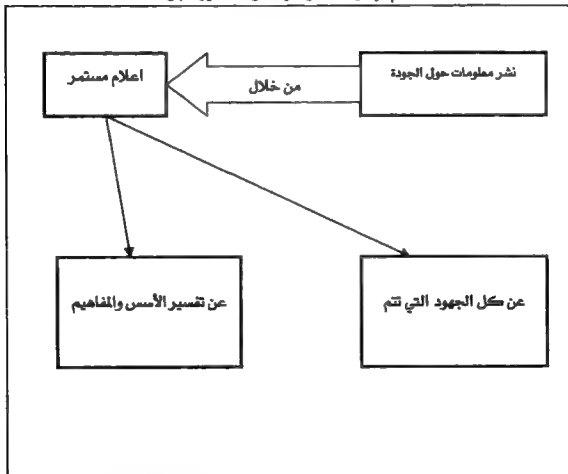 نشر معلومات حول الجودة
من خلال
اعلام مستمر
عن كل الجهود التي تتم
عن تفسير الأسس والمفاهيم